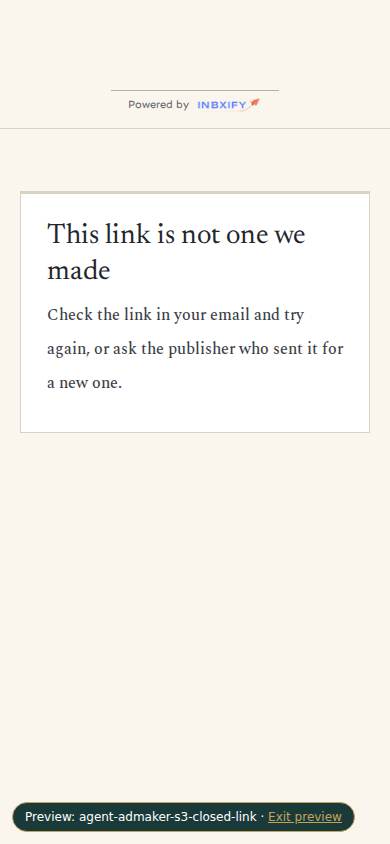 Powered by INBXIFY
This link is not one we
made
Check the link in your email and try
again, or ask the publisher who sent it for
a new one.
Preview: agent-admaker-s3-closed-link · Exit preview